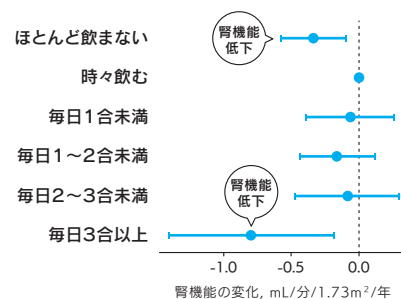 ほとんど飲まない
腎機能
低下
時々飲む
毎日1合未満
毎日1〜2合未満
毎日2〜3合未満
腎機能
低下
毎日3合以上
-1.0
-0.5
0.0
腎機能の変化, mL/分/1.73m²/年